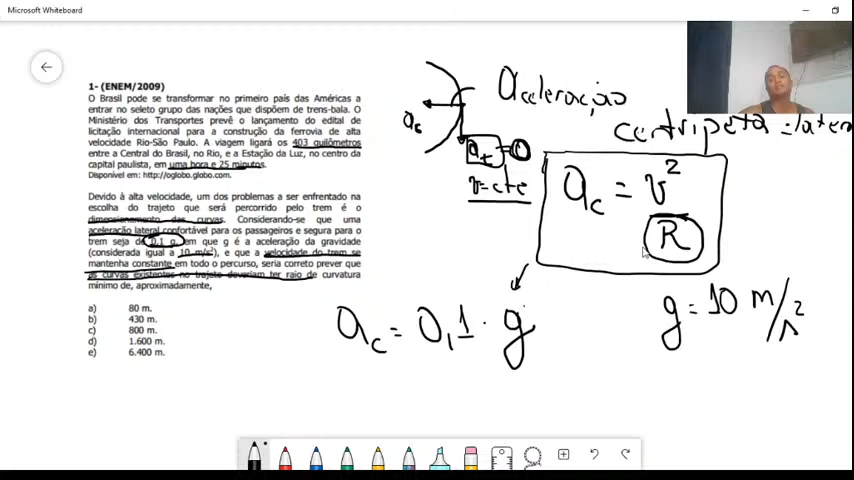 Microsoft Whiteboard
1- (ENEM/2009)
O Brasil pode se transformar no primeiro país das Américas a
entrar no seleto grupo das nações que dispõem de trens-bala. O
Ministério dos Transportes prevê o lançamento do edital de
licitação internacional para a construção da ferrovia de alta
velocidade Rio-São Paulo. A viagem ligará os 403 quilômetros
entre a Central do Brasil, no Rio, e a Estação da Luz, no centro da
capital paulista, em uma hora e 25 minutos.
Disponível em: http://oglobo.globo.com.
Devido à alta velocidade, um dos problemas a ser enfrentado na
escolha do trajeto que será percorrido pelo trem é o
dimensionamento das curvas. Considerando-se que uma
aceleração lateral confortável para os passageiros e segura para o
trem seja de 0,1 g, em que g é a aceleração da gravidade
(considerada igual a 10 m/s²), e que a velocidade do trem se
mantenha constante em todo o percurso, seria correto prever que
as curvas existentes no trajeto deveriam ter raio de curvatura
mínimo de, aproximadamente,
a) 80 m.
b) 430 m.
c) 800 m.
d) 1.600 m.
e) 6.400 m.
Aceleração
centripeta = latera
ac
at = 0
v=cte
ac = v²
R
ac = 0,1 · g
g = 10 m/s²